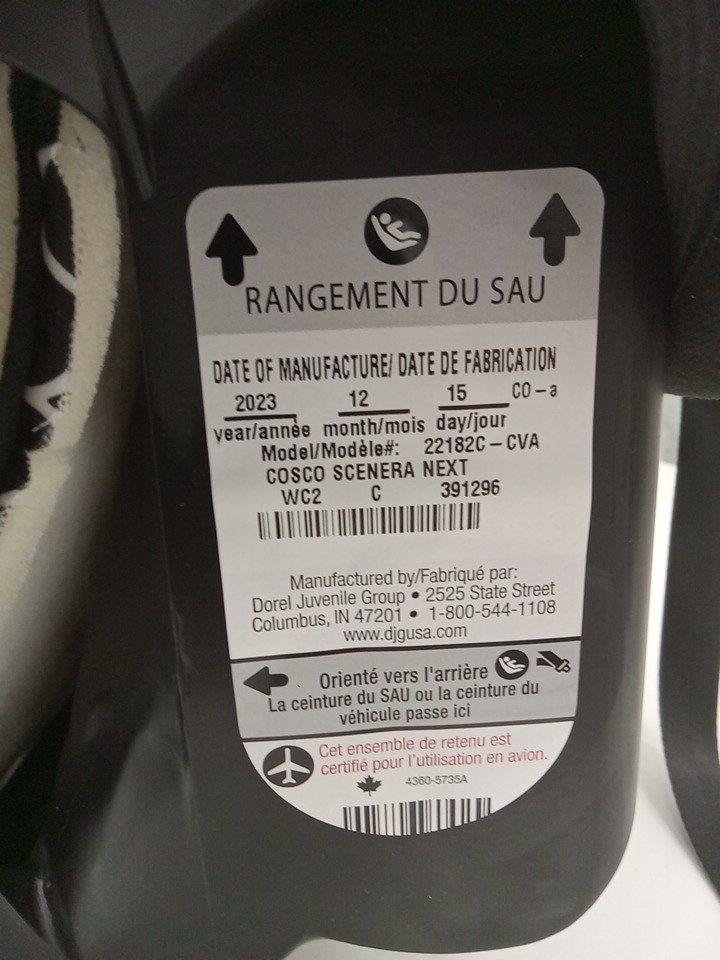 RANGEMENT DU SAU
DATE OF MANUFACTURE/ DATE DE FABRICATION
2023 12 15 CO-a
year/année month/mois day/jour
Model/Modèle#: 22182C-CVA
COSCO SCENERA NEXT
WC2 C 391296
Manufactured by/Fabriqué par:
Dorel Juvenile Group • 2525 State Street
Columbus, IN 47201 • 1-800-544-1108
www.djgusa.com
Orienté vers l'arrière
La ceinture du SAU ou la ceinture du
véhicule passe ici
Cet ensemble de retenu est
certifié pour l'utilisation en avion.
4360-5735A